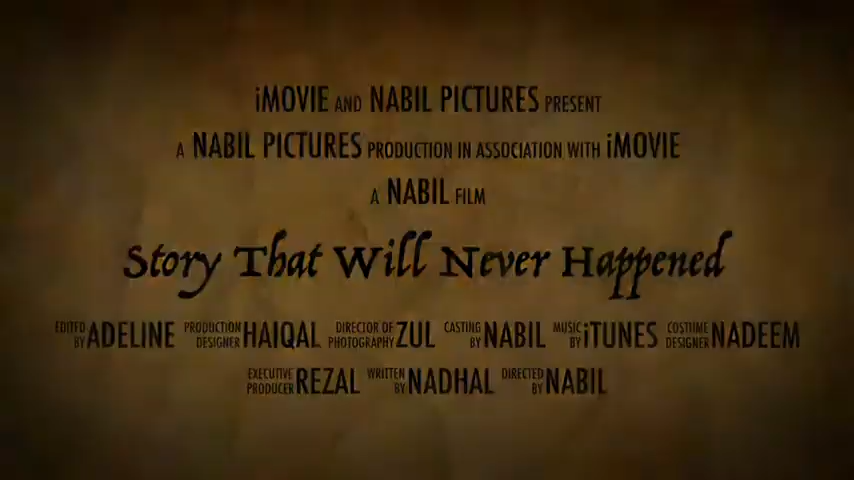 iMOVIE AND NABIL PICTURES PRESENT
A NABIL PICTURES PRODUCTION IN ASSOCIATION WITH iMOVIE
A NABIL FILM
Story That Will Never Happened
EDITED BY ADELINE PRODUCTION DESIGNER HAIQAL DIRECTOR OF PHOTOGRAPHY ZUL CASTING BY NABIL MUSIC BY iTUNES COSTUME DESIGNER NADEEM
EXECUTIVE PRODUCER REZAL WRITTEN BY NADHAL DIRECTED BY NABIL